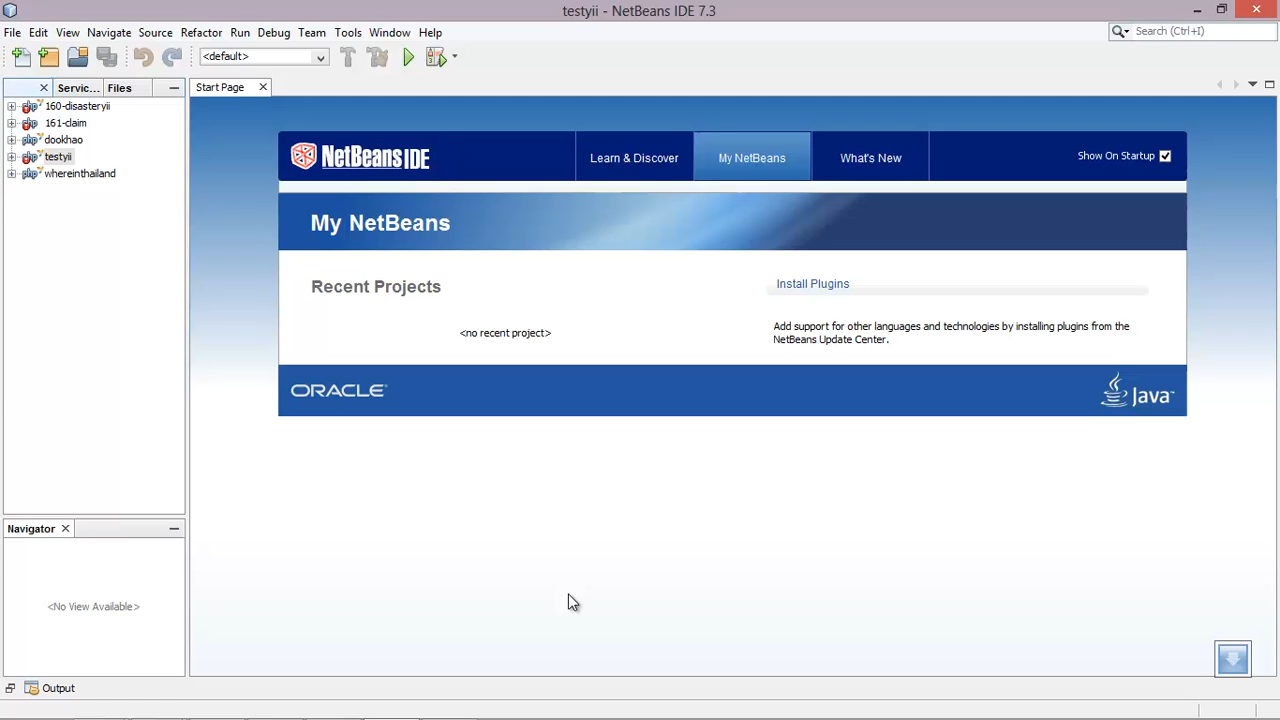 testyii - NetBeans IDE 7.3
File Edit View Navigate Source Refactor Run Debug Team Tools Window Help
Search (Ctrl+I)
<default>
Servic... Files
Start Page
160-disasteryii
161-claim
dookhao
testyii
whereinthailand
NetBeans IDE
Learn & Discover
My NetBeans
What's New
Show On Startup
My NetBeans
Recent Projects
<no recent project>
Install Plugins
Add support for other languages and technologies by installing plugins from the
NetBeans Update Center.
ORACLE
Java
Navigator
<No View Available>
Output